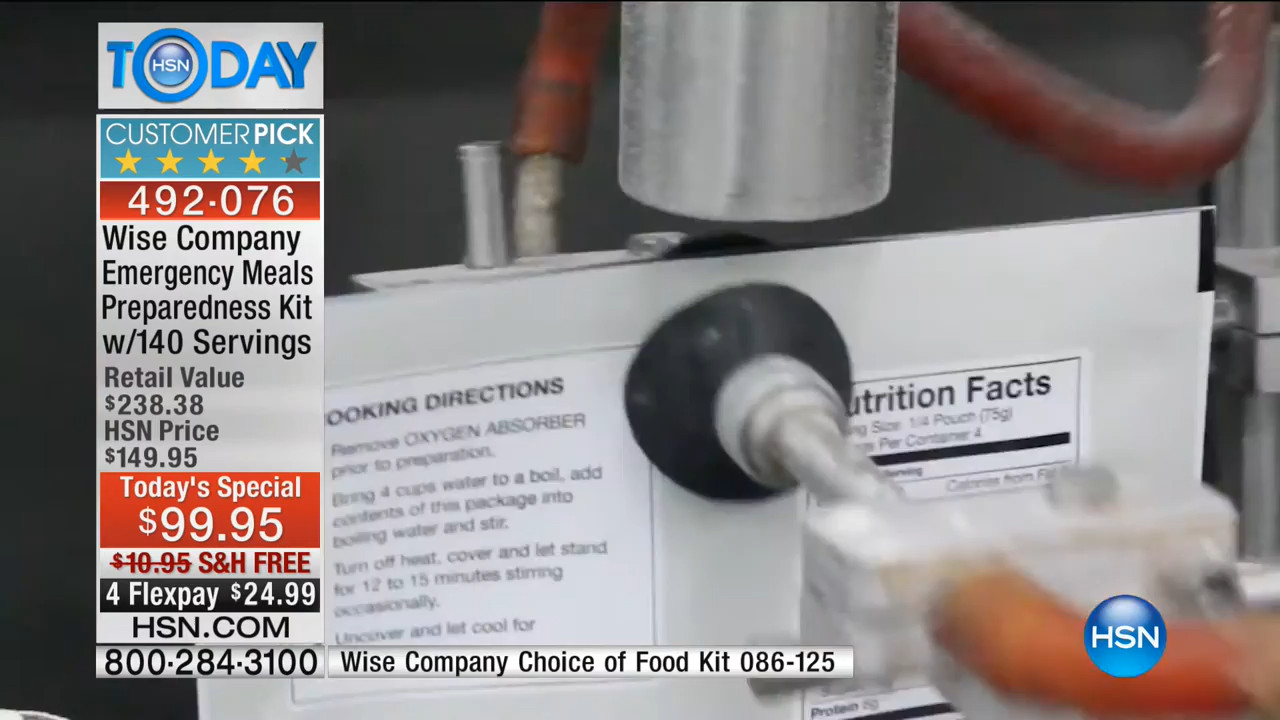 TODAY
HSN
CUSTOMER PICK
492-076
Wise Company
Emergency Meals
Preparedness Kit
w/140 Servings
Retail Value
$238.38
HSN Price
$149.95
Today's Special
$99.95
$10.95 S&H FREE
4 Flexpay $24.99
HSN.COM
800-284-3100
Wise Company Choice of Food Kit 086-125
OOKING DIRECTIONS
Remove OXYGEN ABSORBER
prior to preparation.
Bring 4 cups water to a boil, add
contents of this package into
boiling water and stir.
Turn off heat, cover and let stand
for 12 to 15 minutes stirring
occasionally.
Uncover and let cool for
utrition Facts
Size: 1/4 Pouch (75g)
Per Container 4
Serving
Calories from
Protein 8g
HSN